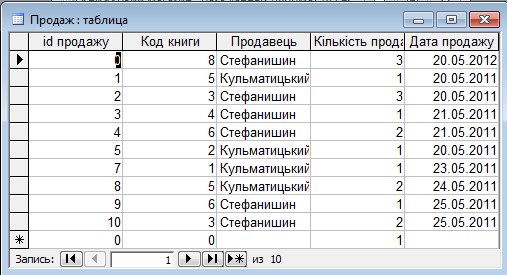 Продаж : таблица
id продажу Код книги Продавець Кількість прода Дата продажу
0 8 Стефанишин 3 20.05.2012
1 5 Кульматицький 1 20.05.2011
2 3 Стефанишин 3 20.05.2011
3 4 Стефанишин 1 21.05.2011
4 6 Стефанишин 2 21.05.2011
5 2 Кульматицький 1 20.05.2011
7 1 Кульматицький 1 23.05.2011
8 5 Кульматицький 2 24.05.2011
9 6 Стефанишин 1 25.05.2011
10 3 Стефанишин 2 25.05.2011
0 0 1
Запись: 1 из 10